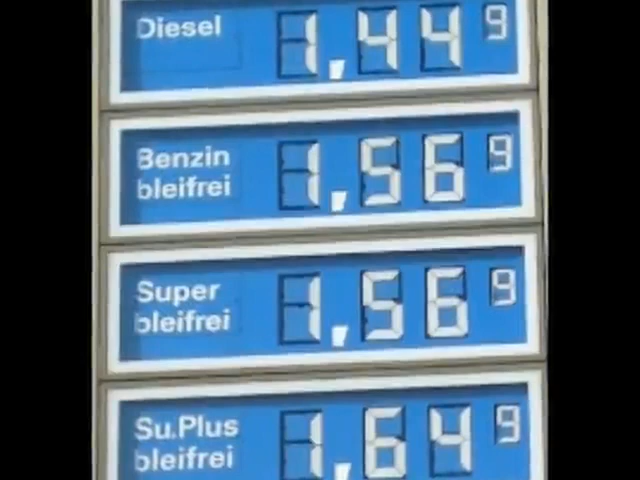 Diesel 1,44 9
Benzin 1,56 9
bleifrei
Super 1,56 9
bleifrei
Su.Plus 1,64 9
bleifrei